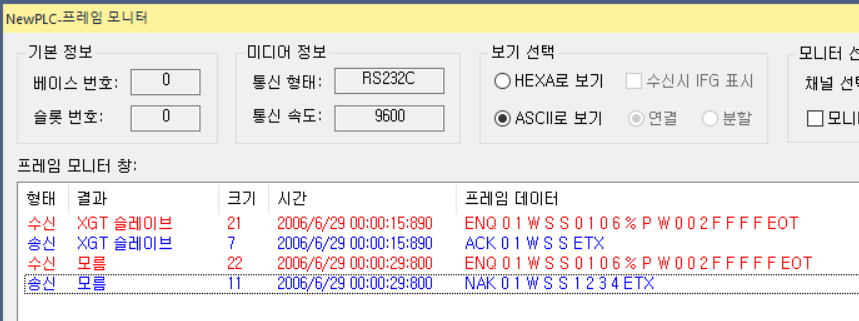 NewPLC-프레임 모니터
기본 정보
베이스 번호: 0
슬롯 번호: 0
미디어 정보
통신 형태: RS232C
통신 속도: 9600
보기 선택
HEXA로 보기 수신시 IFG 표시
ASCII로 보기 연결 분할
모니터
채널
프레임 모니터 창:
형태 결과 크기 시간 프레임 데이터
수신 XGT 슬레이브 21 2006/6/29 00:00:15:890 ENQ 0 1 W S S 0 1 0 6 % P W 0 0 2 F F F F EOT
송신 XGT 슬레이브 7 2006/6/29 00:00:15:890 ACK 0 1 W S S ETX
수신 모름 22 2006/6/29 00:00:29:800 ENQ 0 1 W S S 0 1 0 6 % P W 0 0 2 F F F F F EOT
송신 모름 11 2006/6/29 00:00:29:800 NAK 0 1 W S S 1 2 3 4 ETX